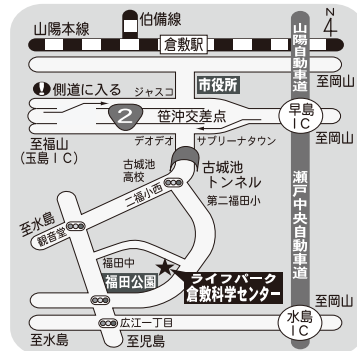 伯備線
山陽本線
倉敷駅
N
4
山陽自動車道
至岡山
市役所
側道に入る
ジャスコ
2
笹沖交差点
早島
IC
至岡山
至福山
(玉島IC)
デオデオ
サブリーナタウン
古城池
高校
古城池
トンネル
二福小西
第二福田小
瀬戸中央自動車道
至水島
観音堂
福田中
福田公園
ライフパーク
倉敷科学センター
至岡山
広江一丁目
水島
IC
至水島
至児島